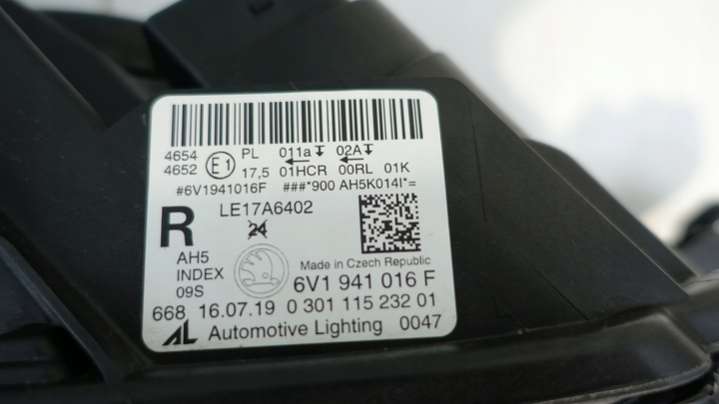 4654 E1 PL 011a 02A
4652 17,5 01HCR 00RL 01K
#6V1941016F ###*900 AH5K014I*=
R LE17A6402
24
AH5
INDEX
09S
Made in Czech Republic
6V1 941 016 F
668 16.07.19 0 301 115 232 01
AL Automotive Lighting 0047